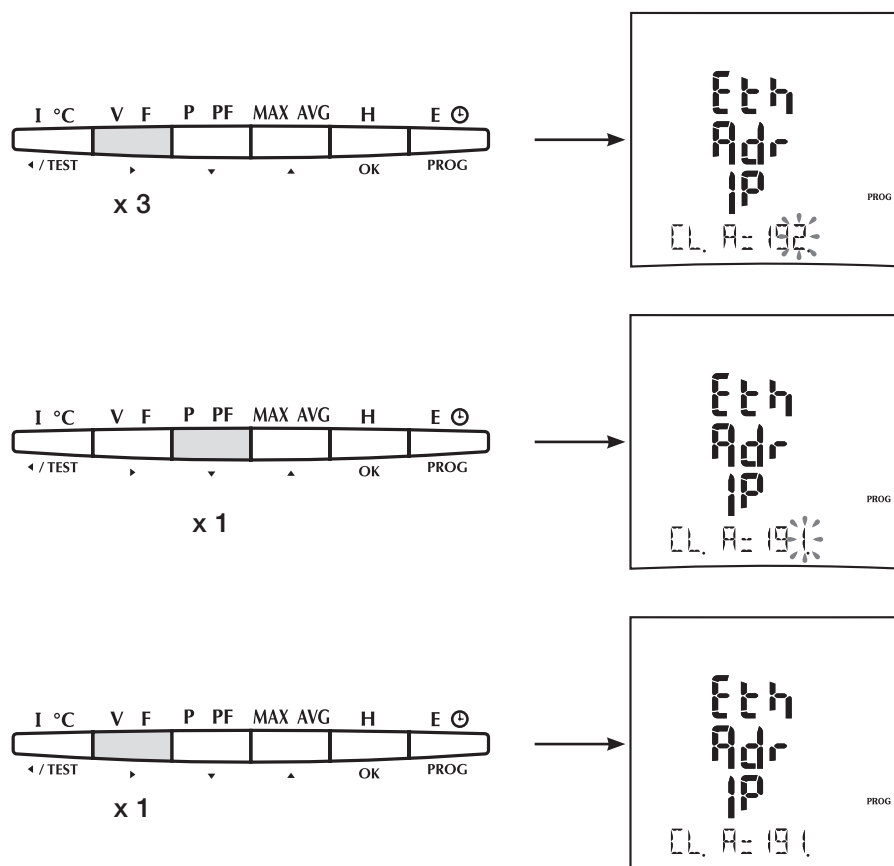 I °C V F P PF MAX AVG H E
/ TEST OK PROG
x 3
Eth
Adr
IP
PROG
CL. A=192.
I °C V F P PF MAX AVG H E
/ TEST OK PROG
x 1
Eth
Adr
IP
PROG
CL. A=191.
I °C V F P PF MAX AVG H E
/ TEST OK PROG
x 1
Eth
Adr
IP
PROG
CL. A=191.